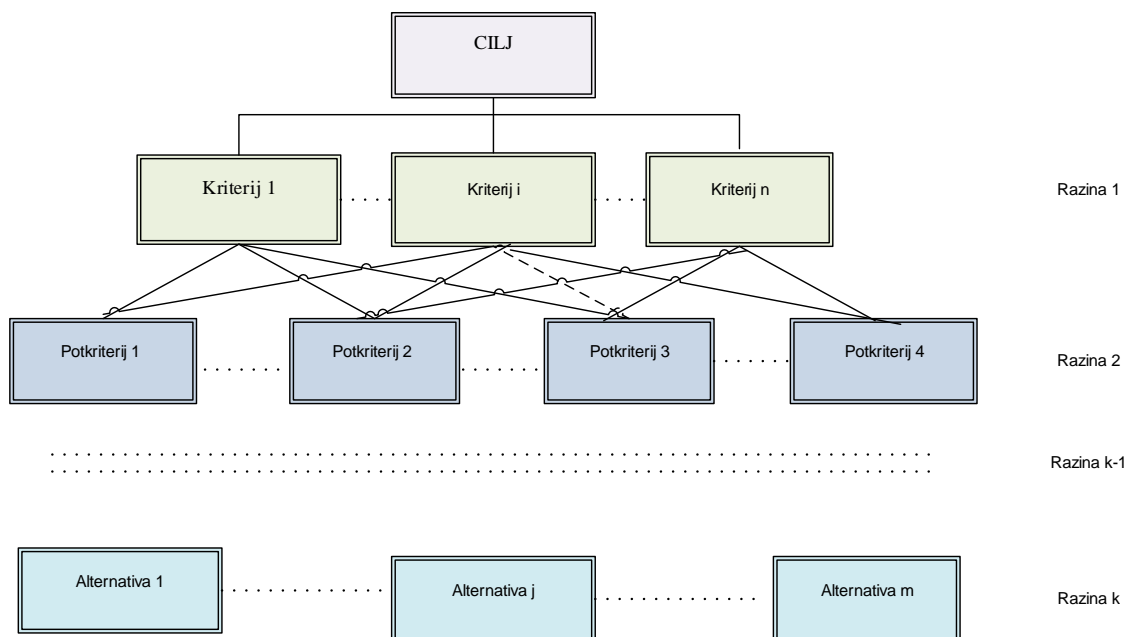 CILJ
Kriterij 1
Kriterij i
Kriterij n
Razina 1
Potkriterij 1
Potkriterij 2
Potkriterij 3
Potkriterij 4
Razina 2
Razina k-1
Alternativa 1
Alternativa j
Alternativa m
Razina k